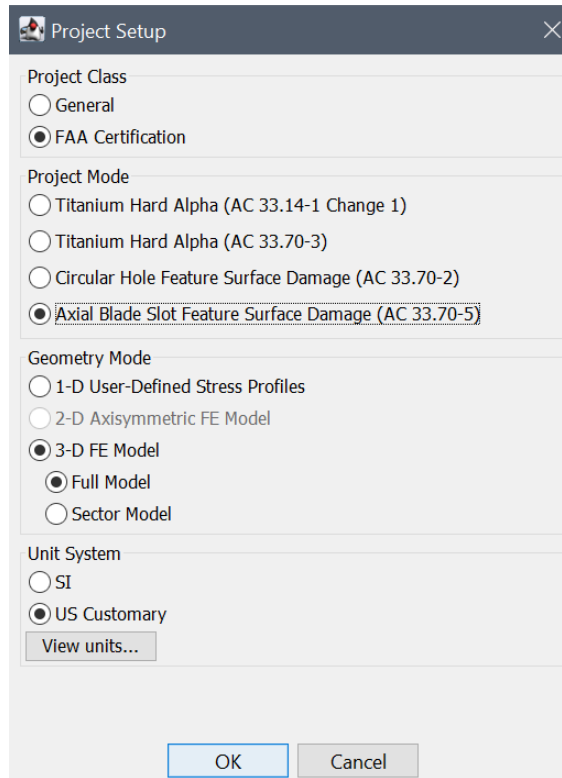 Project Setup
Project Class
General
FAA Certification
Project Mode
Titanium Hard Alpha (AC 33.14-1 Change 1)
Titanium Hard Alpha (AC 33.70-3)
Circular Hole Feature Surface Damage (AC 33.70-2)
Axial Blade Slot Feature Surface Damage (AC 33.70-5)
Geometry Mode
1-D User-Defined Stress Profiles
2-D Axisymmetric FE Model
3-D FE Model
Full Model
Sector Model
Unit System
SI
US Customary
View units...
OK Cancel